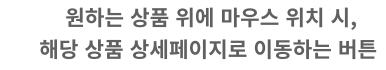 원하는 상품 위에 마우스 위치 시,
해당 상품 상세페이지로 이동하는 버튼